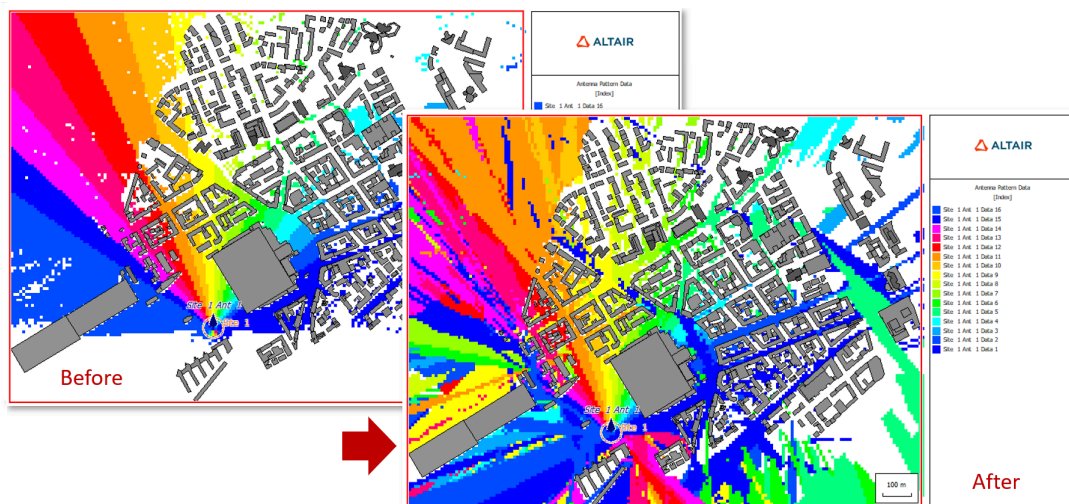 ALTAIR
Antenna Pattern Data
[Index]
Site 1 Ant 1 Data 16
Site 1 Ant 1
Site 1
Before
ALTAIR
Antenna Pattern Data
[Index]
Site 1 Ant 1 Data 16
Site 1 Ant 1 Data 15
Site 1 Ant 1 Data 14
Site 1 Ant 1 Data 13
Site 1 Ant 1 Data 12
Site 1 Ant 1 Data 11
Site 1 Ant 1 Data 10
Site 1 Ant 1 Data 9
Site 1 Ant 1 Data 8
Site 1 Ant 1 Data 7
Site 1 Ant 1 Data 6
Site 1 Ant 1 Data 5
Site 1 Ant 1 Data 4
Site 1 Ant 1 Data 3
Site 1 Ant 1 Data 2
Site 1 Ant 1 Data 1
Site 1 Ant 1
Site 1
100 m
After